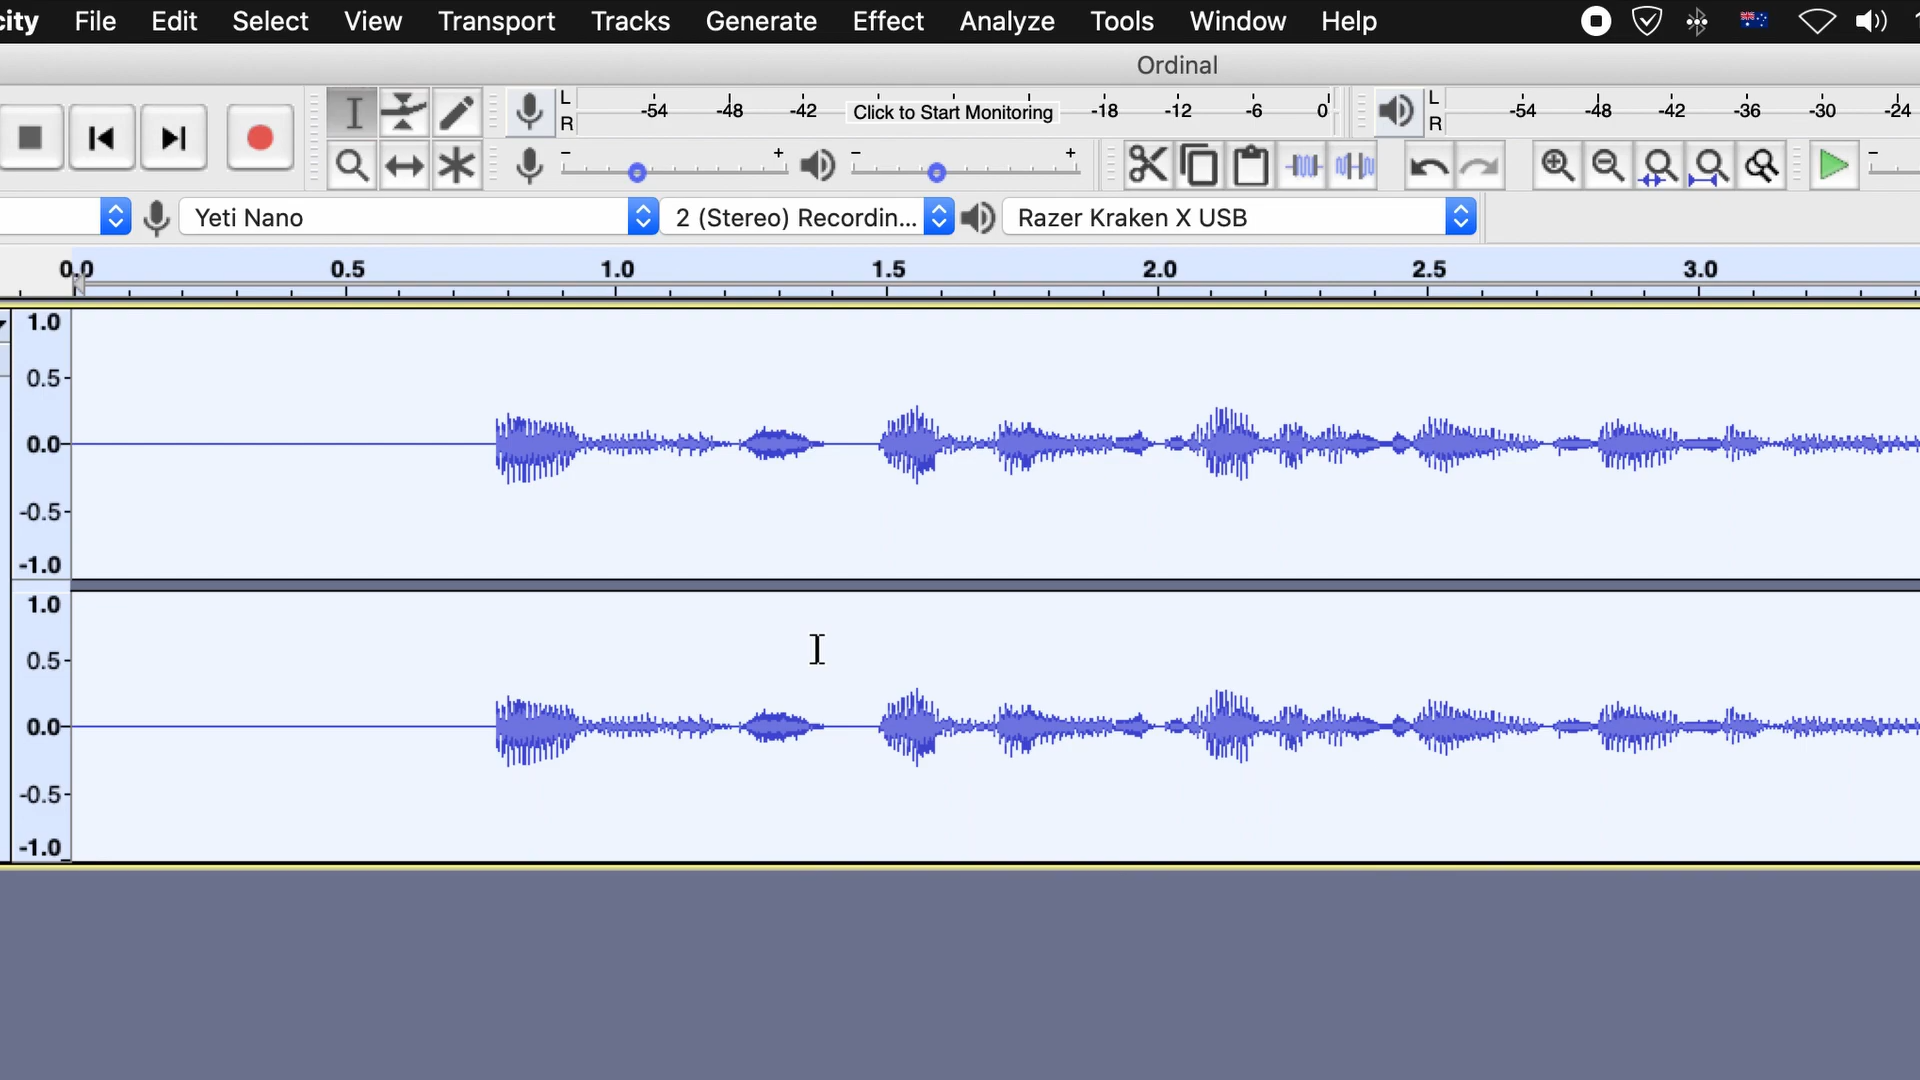 city File Edit Select View Transport Tracks Generate Effect Analyze Tools Window Help
Ordinal
L -54 -48 -42 Click to Start Monitoring -18 -12 -6 0 L -54 -48 -42 -36 -30 -24
R R
- + - + -
Yeti Nano 2 (Stereo) Recordin... Razer Kraken X USB
0.0 0.5 1.0 1.5 2.0 2.5 3.0
1.0
0.5-
0.0-
-0.5-
-1.0
1.0
0.5-
0.0-
-0.5-
-1.0